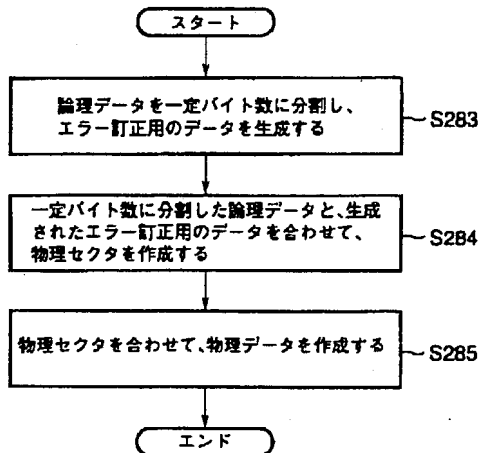 スタート
論理データを一定バイト数に分割し、
エラー訂正用のデータを生成する
S283
一定バイト数に分割した論理データと、生成
されたエラー訂正用のデータを合わせて、
物理セクタを作成する
S284
物理セクタを合わせて、物理データを作成する
S285
エンド